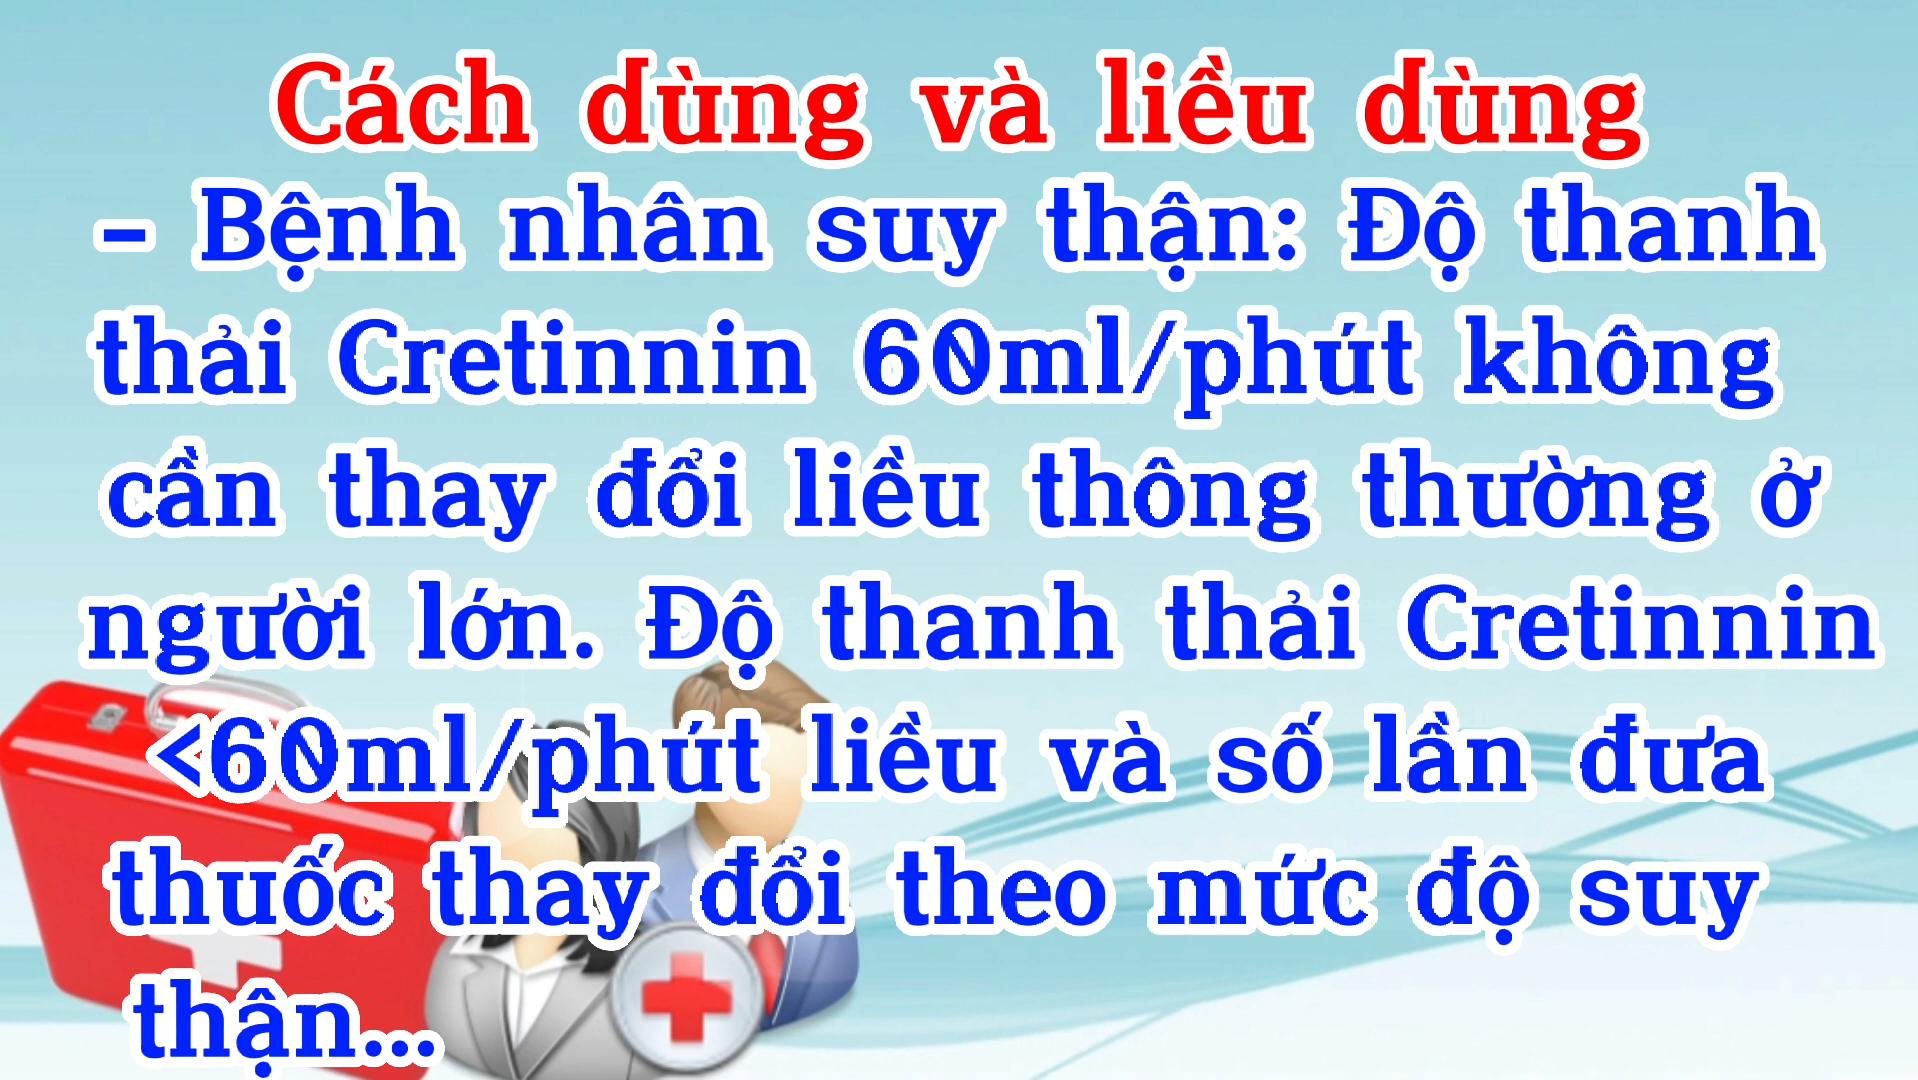 Cách dùng và liều dùng
– Bệnh nhân suy thận: Độ thanh
thải Cretinnin 60ml/phút không
cần thay đổi liều thông thường ở
người lớn. Độ thanh thải Cretinnin
<60ml/phút liều và số lần đưa
thuốc thay đổi theo mức độ suy
thận...